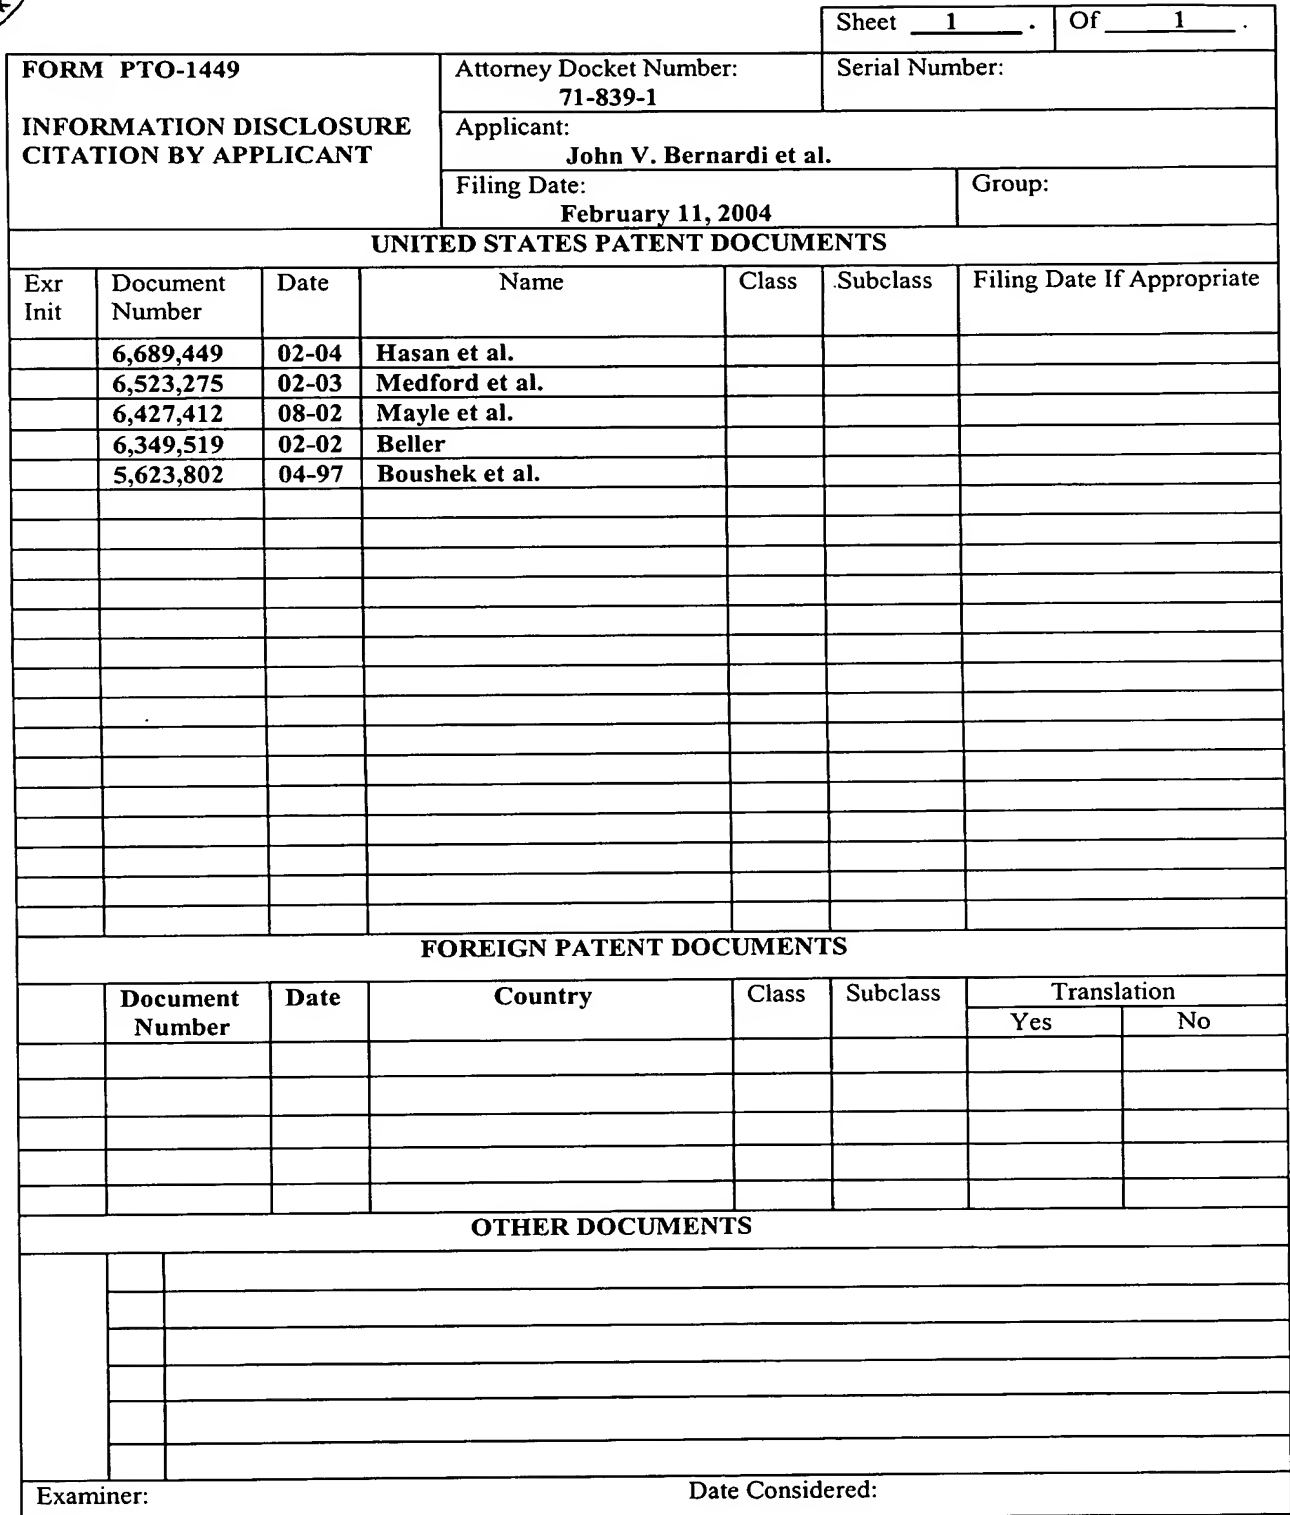 Sheet 1 . Of 1 .
FORM PTO-1449
INFORMATION DISCLOSURE
CITATION BY APPLICANT
Attorney Docket Number:
71-839-1
Serial Number:
Applicant:
John V. Bernardi et al.
Filing Date:
February 11, 2004
Group:
UNITED STATES PATENT DOCUMENTS
Exr
Init
Document
Number
Date
Name
Class
Subclass
Filing Date If Appropriate
6,689,449 02-04 Hasan et al.
6,523,275 02-03 Medford et al.
6,427,412 08-02 Mayle et al.
6,349,519 02-02 Beller
5,623,802 04-97 Boushek et al.
FOREIGN PATENT DOCUMENTS
Document
Number
Date
Country
Class
Subclass
Translation
Yes No
OTHER DOCUMENTS
Examiner: Date Considered: